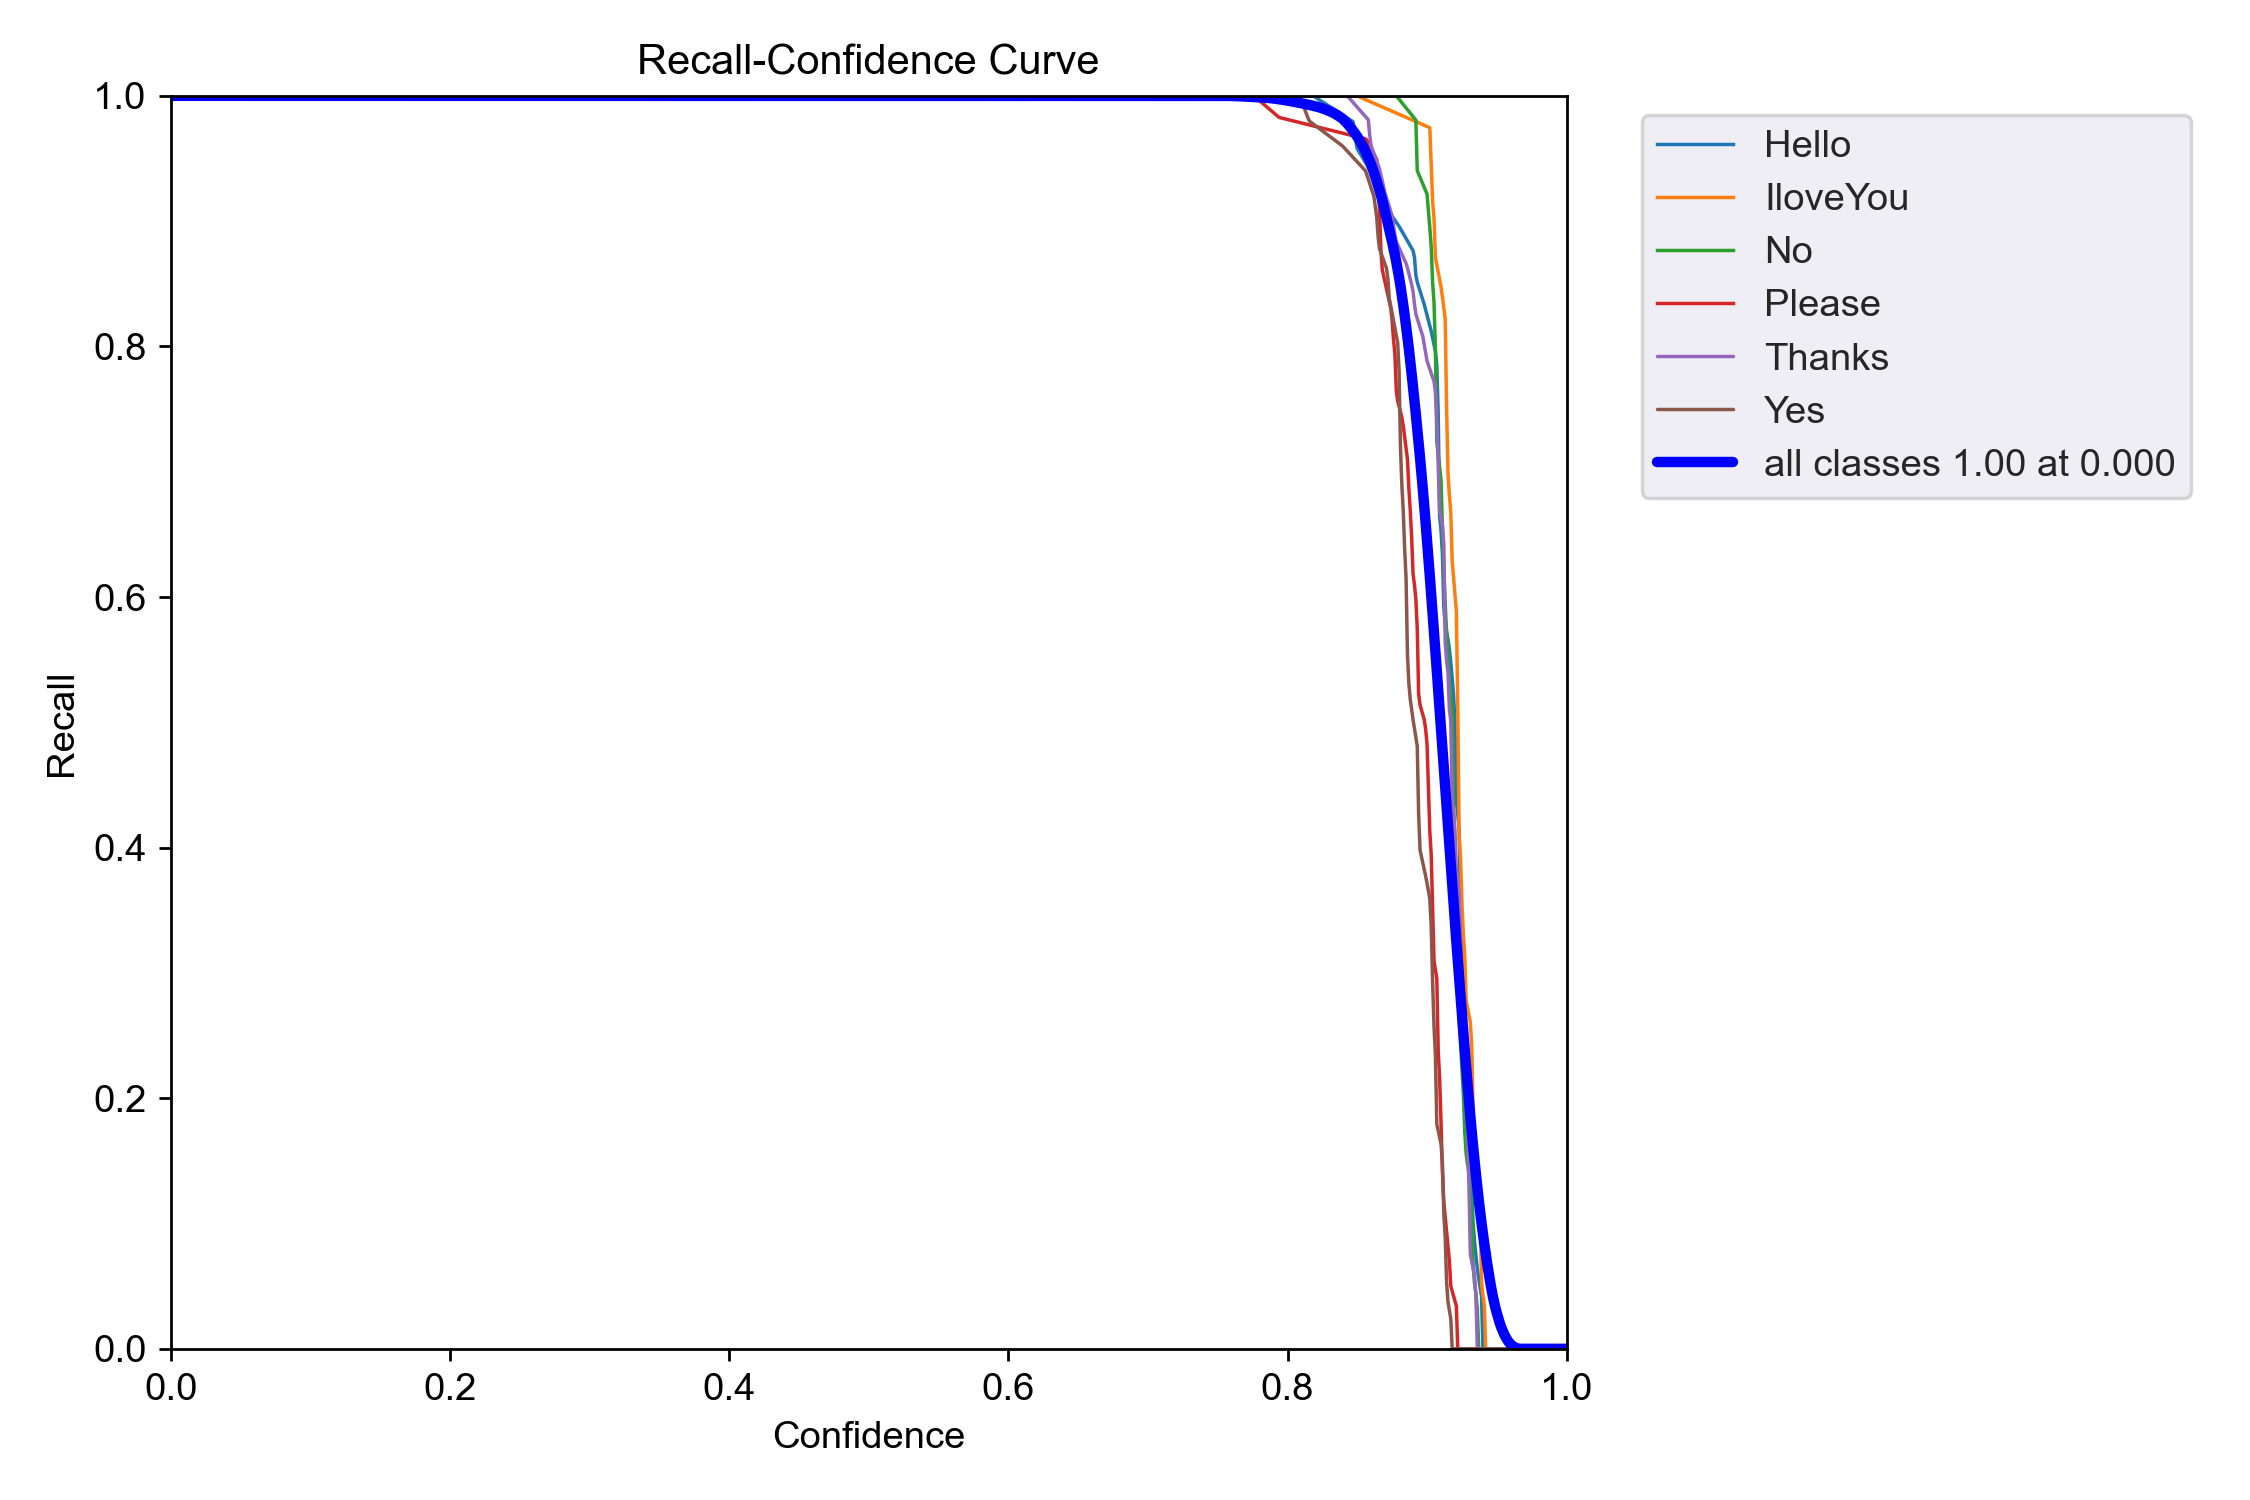 Recall-Confidence Curve
1.0
0.8
0.6
0.4
0.2
0.0
Recall
0.0 0.2 0.4 0.6 0.8 1.0
Confidence
Hello
IloveYou
No
Please
Thanks
Yes
all classes 1.00 at 0.000